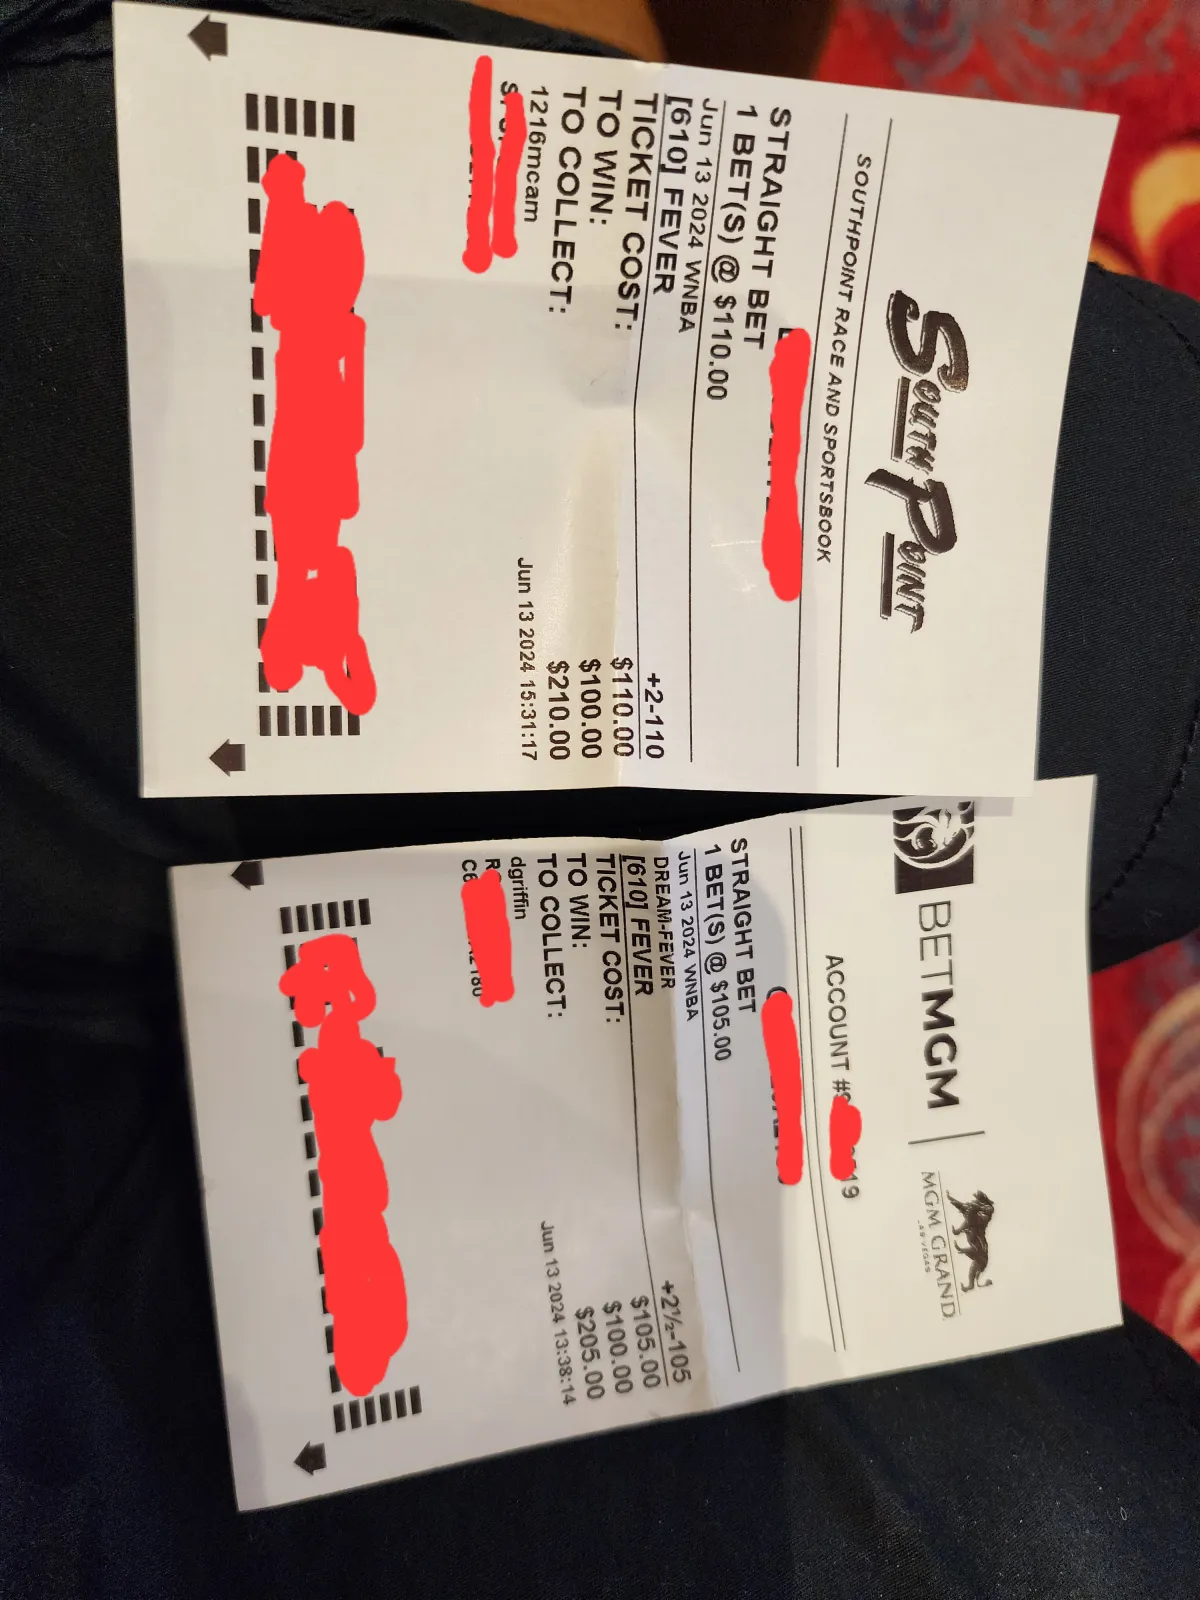 SOUTH POINT
SOUTHPOINT RACE AND SPORTSBOOK
STRAIGHT BET
1 BET(S) @ $110.00
Jun 13 2024 WNBA
[610] FEVER +2-110
TICKET COST: $110.00
TO WIN: $100.00
TO COLLECT: $210.00
1216mcam Jun 13 2024 15:31:17
BETMGM | MGM GRAND
LAS VEGAS
ACCOUNT # 19
STRAIGHT BET
1 BET(S) @ $105.00
Jun 13 2024 WNBA
DREAM-FEVER
[610] FEVER +2½-105
TICKET COST: $105.00
TO WIN: $100.00
TO COLLECT: $205.00
dgriffin Jun 13 2024 13:38:14